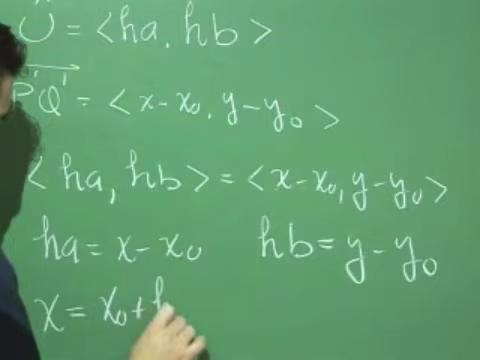 U = <ha, hb>
PQ = <x-x₀, y-y₀>
<ha, hb> = <x-x₀, y-y₀>
ha = x-x₀ hb = y-y₀
x = x₀+h